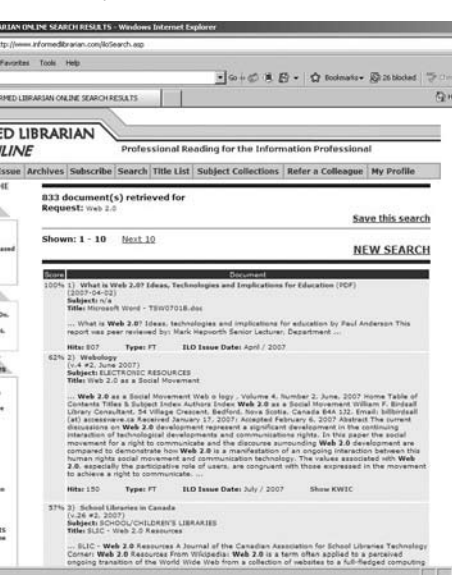 ARIAN ONLINE SEARCH RESULTS - Windows Internet Explorer
tp://www.informedlibrarian.com/iloSearch.asp
Favorites Tools Help
Go Bookmarks 26 blocked
RMED LIBRARIAN ONLINE SEARCH RESULTS
ED LIBRARIAN
NLINE
Professional Reading for the Information Professional
Issue Archives Subscribe Search Title List Subject Collections Refer a Colleague My Profile
833 document(s) retrieved for
Request: Web 2.0
Save this search
Shown: 1 - 10 Next 10
NEW SEARCH
Score Document
100% 1) What is Web 2.0? Ideas, Technologies and Implications for Education (PDF)
(2007-04-02)
Subject: n/a
Title: Microsoft Word - TSW0701B.doc
... What is Web 2.0? Ideas, technologies and implications for education by Paul Anderson This
report was peer reviewed by: Mark Hepworth Senior Lecturer, Department ...
Hits: 807 Type: FT ILO Issue Date: April / 2007
62% 2) Webology
(v.4 #2, June 2007)
Subject: ELECTRONIC RESOURCES
Title: Web 2.0 as a Social Movement
... Web 2.0 as a Social Movement Web o logy , Volume 4, Number 2, June, 2007 Home Table of
Contents Titles & Subject Index Authors Index Web 2.0 as a Social Movement William F. Birdsall
Library Consultant, 54 Village Crescent, Bedford, Nova Scotia, Canada B4A 1J2. Email: billbirdsall
(at) accesswave.ca Received January 17, 2007; Accepted February 6, 2007 Abstract The current
discussions on Web 2.0 development represent a significant development in the continuing
interaction of technological developments and communications rights. In this paper the social
movement for a right to communicate and the discourse surrounding Web 2.0 development are
compared to demonstrate how Web 2.0 is a manifestation of an ongoing interaction between this
human rights social movement and communication technology. The values associated with Web
2.0, especially the participative role of users, are congruent with those expressed in the movement
to achieve a right to communicate. ...
Hits: 150 Type: FT ILO Issue Date: July / 2007 Show KWIC
57% 3) School Libraries in Canada
(v.26 #2, 2007)
Subject: SCHOOL/CHILDREN'S LIBRARIES
Title: SLIC - Web 2.0 Resources
... SLIC - Web 2.0 Resources A Journal of the Canadian Association for School Libraries Technology
Corner: Web 2.0 Resources From Wikipedia: Web 2.0 is a term often applied to a perceived
ongoing transition of the World Wide Web from a collection of websites to a full-fledged computing